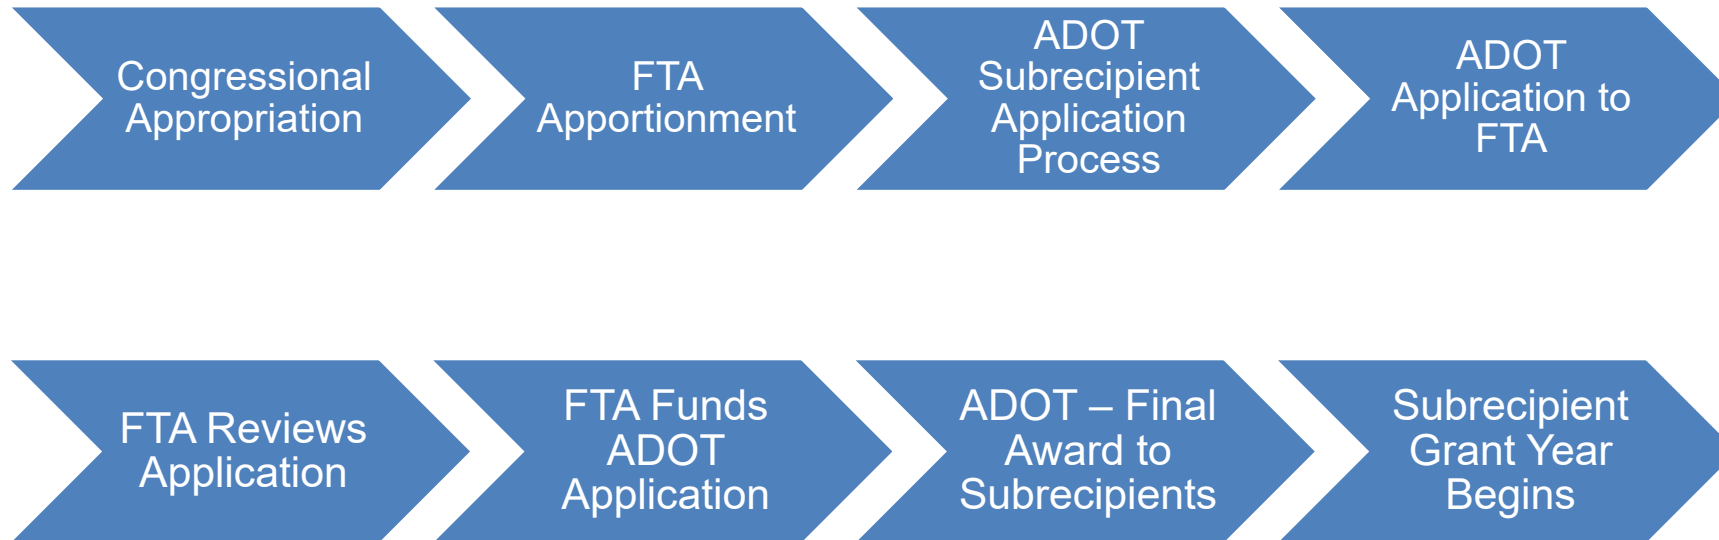 Congressional
Appropriation
FTA
Apportionment
ADOT
Subrecipient
Application
Process
ADOT
Application to
FTA
FTA Reviews
Application
FTA Funds
ADOT
Application
ADOT – Final
Award to
Subrecipients
Subrecipient
Grant Year
Begins